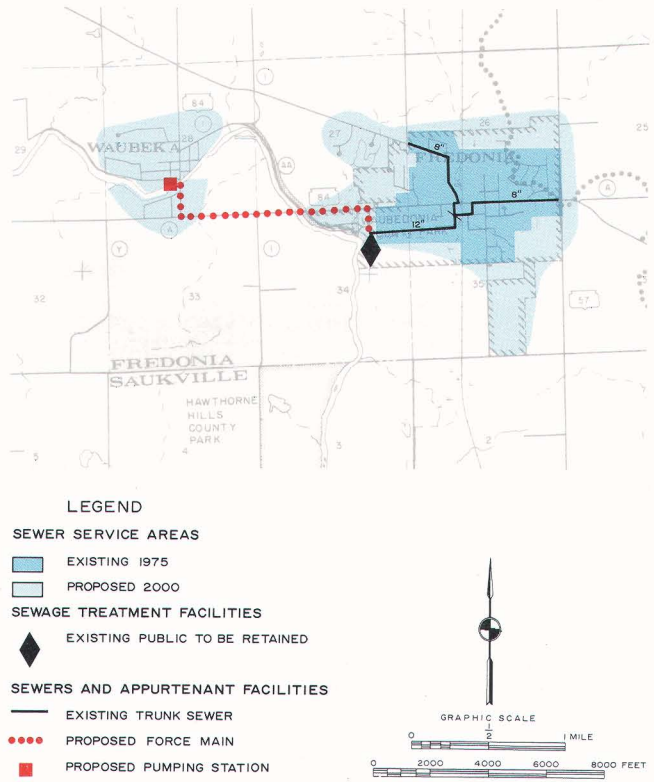 26
25
84
28
27
29
8"
WAUBEKA
FREDONIA
AA
84
8"
A
12"
A
Y
I
34
35
33
32
57
FREDONIA
SAUKVILLE
HAWTHORNE
HILLS
COUNTY
PARK
3
2
4
5
LEGEND
SEWER SERVICE AREAS
EXISTING 1975
PROPOSED 2000
SEWAGE TREATMENT FACILITIES
EXISTING PUBLIC TO BE RETAINED
SEWERS AND APPURTENANT FACILITIES
EXISTING TRUNK SEWER
PROPOSED FORCE MAIN
PROPOSED PUMPING STATION
GRAPHIC SCALE
0 1/2 1 MILE
0 2000 4000 6000 8000 FEET